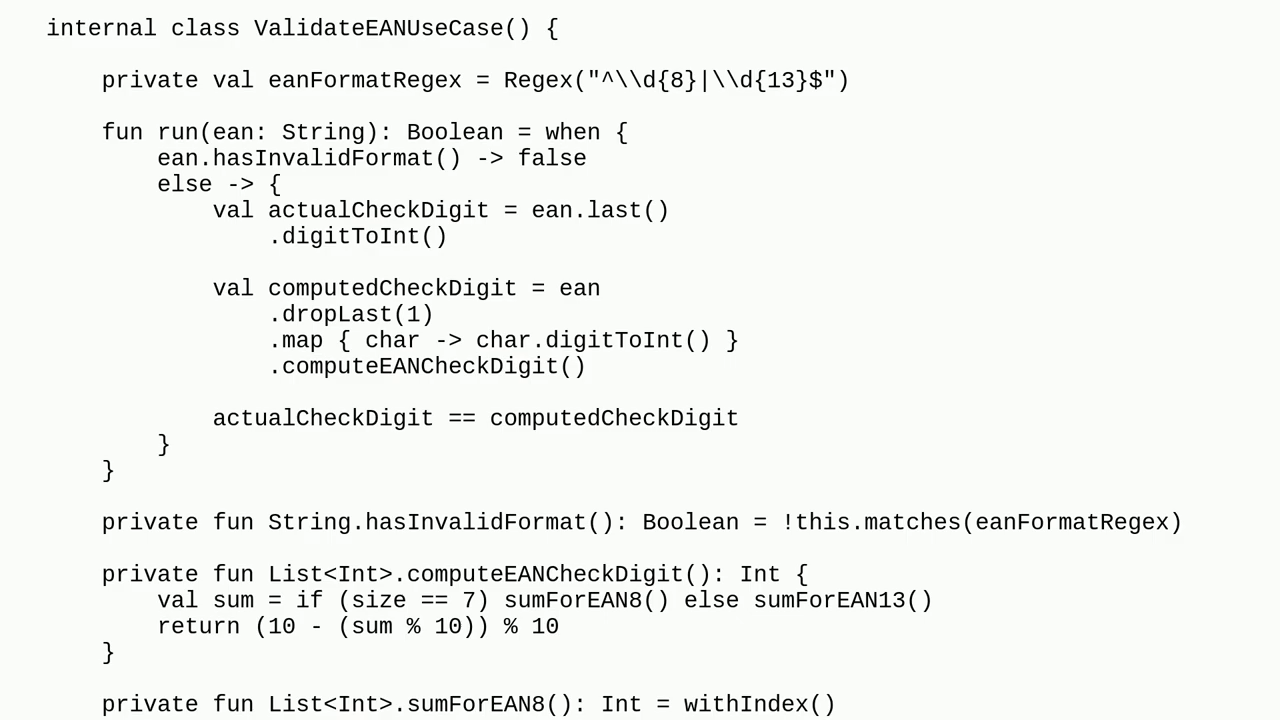 internal class ValidateEANUseCase() {
private val eanFormatRegex = Regex("^\\d{8}|\\d{13}$")
fun run(ean: String): Boolean = when {
ean.hasInvalidFormat() -> false
else -> {
val actualCheckDigit = ean.last()
.digitToInt()
val computedCheckDigit = ean
.dropLast(1)
.map { char -> char.digitToInt() }
.computeEANCheckDigit()
actualCheckDigit == computedCheckDigit
}
}
private fun String.hasInvalidFormat(): Boolean = !this.matches(eanFormatRegex)
private fun List<Int>.computeEANCheckDigit(): Int {
val sum = if (size == 7) sumForEAN8() else sumForEAN13()
return (10 - (sum % 10)) % 10
}
private fun List<Int>.sumForEAN8(): Int = withIndex()